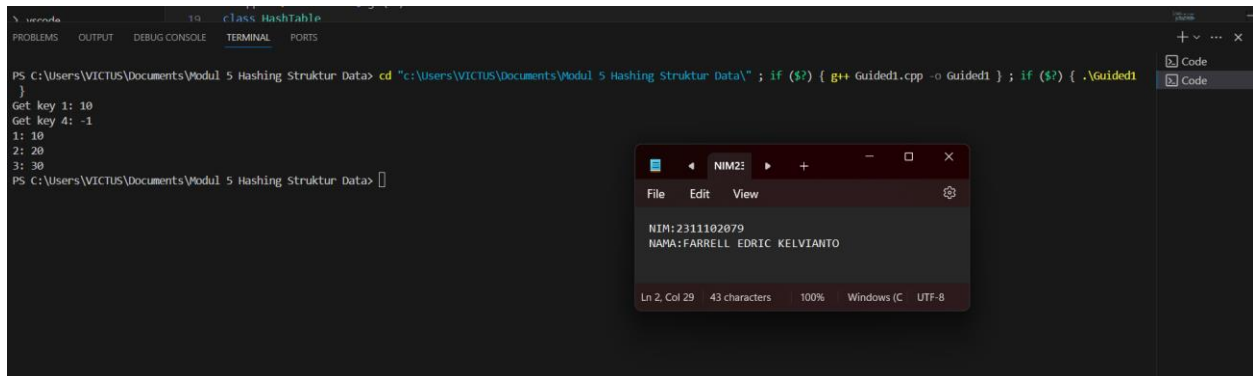 19 class HashTable
PROBLEMS OUTPUT DEBUG CONSOLE TERMINAL PORTS
PS C:\Users\VICTUS\Documents\Modul 5 Hashing Struktur Data> cd "c:\Users\VICTUS\Documents\Modul 5 Hashing Struktur Data\" ; if ($?) { g++ Guided1.cpp -o Guided1 } ; if ($?) { .\Guided1
}
Get key 1: 10
Get key 4: -1
1: 10
2: 20
3: 30
PS C:\Users\VICTUS\Documents\Modul 5 Hashing Struktur Data>
Code
Code
NIM23
File Edit View
NIM:2311102079
NAMA:FARRELL EDRIC KELVIANTO
Ln 2, Col 29 43 characters 100% Windows (C UTF-8